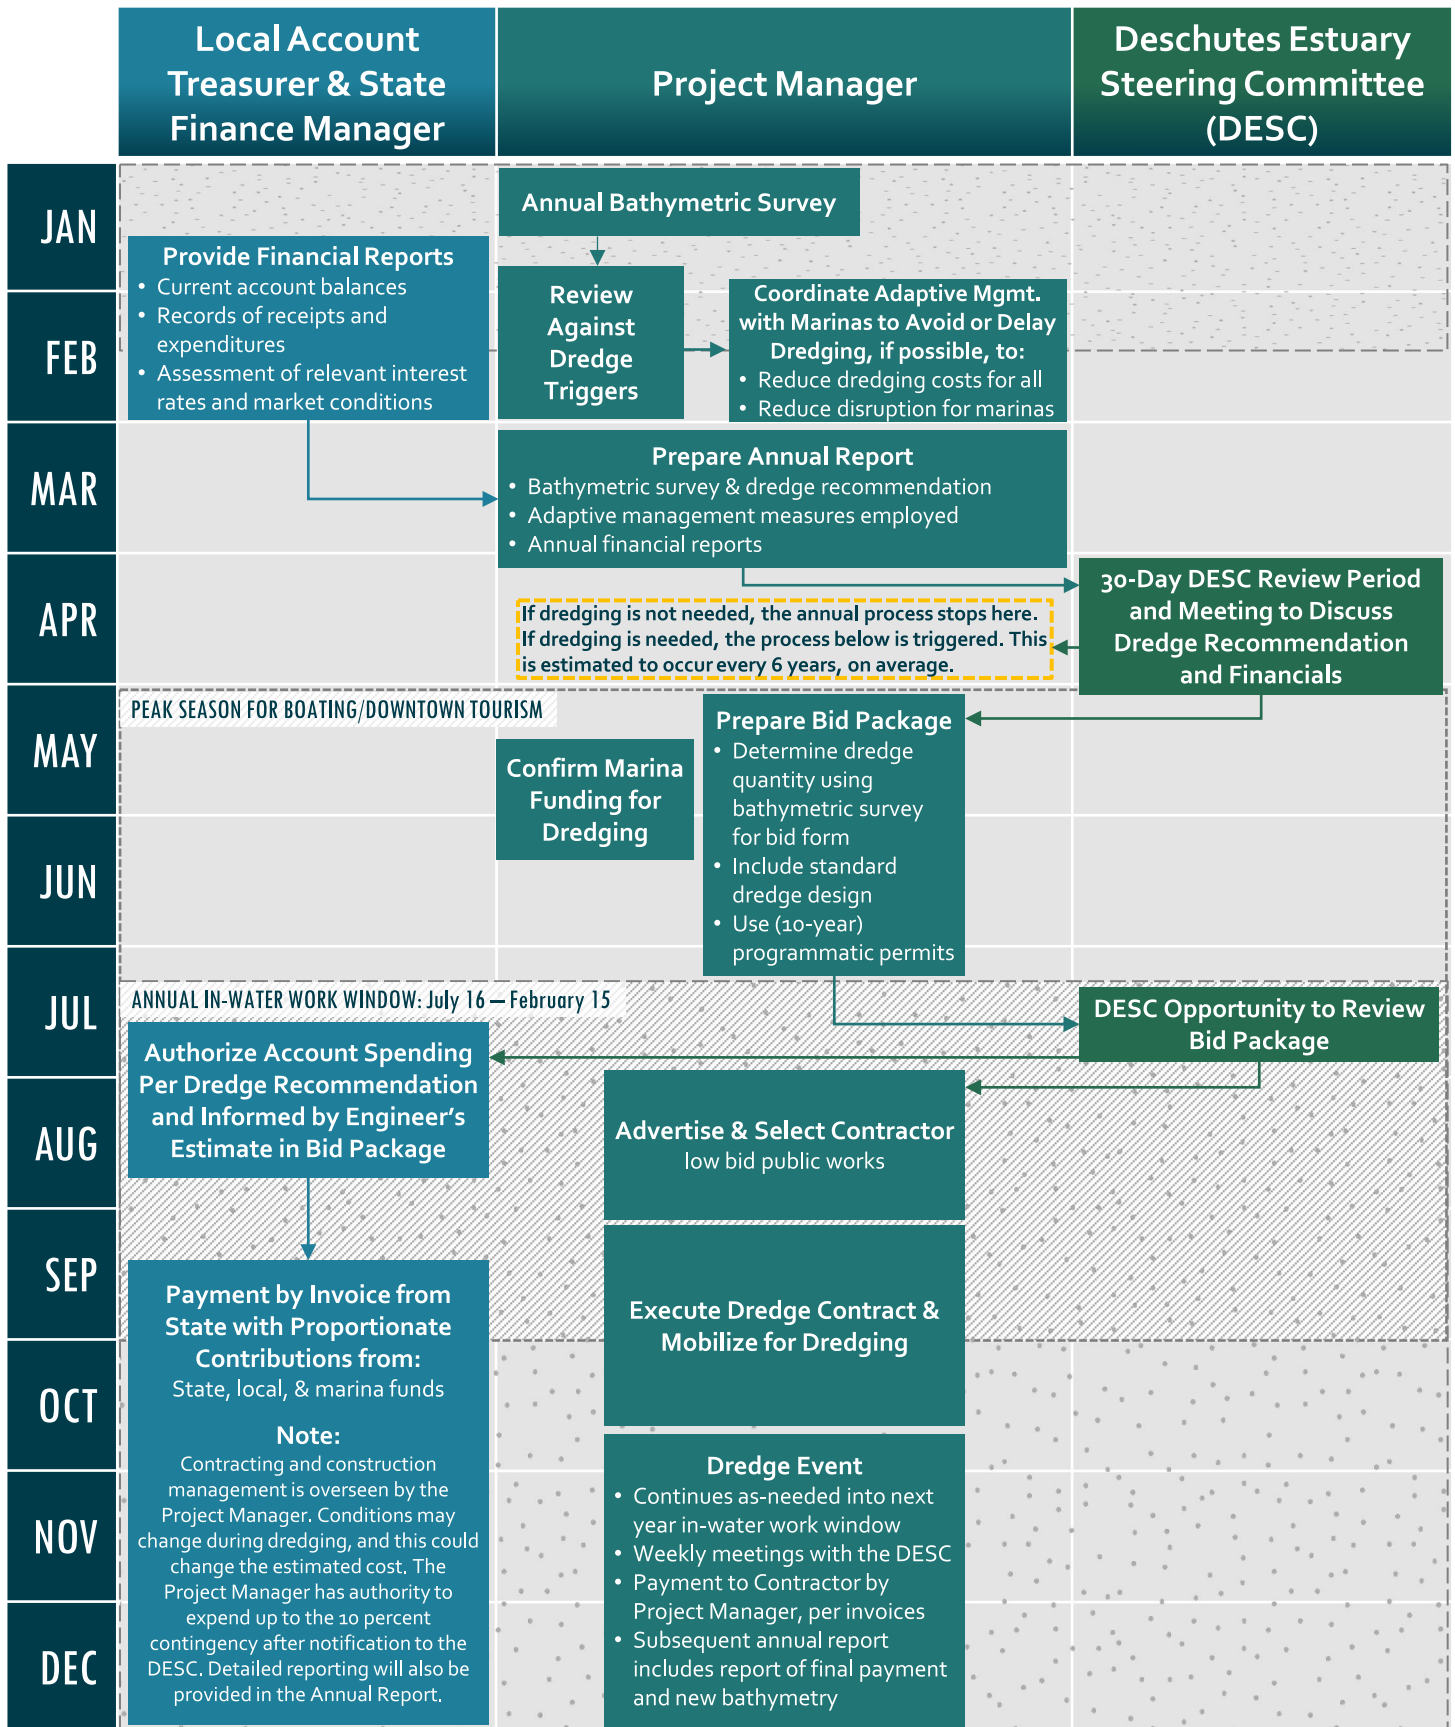 Local Account
Treasurer & State
Finance Manager
Project Manager
Deschutes Estuary
Steering Committee
(DESC)
JAN
Annual Bathymetric Survey
Provide Financial Reports
• Current account balances
• Records of receipts and
expenditures
• Assessment of relevant interest
rates and market conditions
Review
Against
Dredge
Triggers
Coordinate Adaptive Mgmt.
with Marinas to Avoid or Delay
Dredging, if possible, to:
• Reduce dredging costs for all
• Reduce disruption for marinas
FEB
MAR
Prepare Annual Report
• Bathymetric survey & dredge recommendation
• Adaptive management measures employed
• Annual financial reports
APR
30-Day DESC Review Period
and Meeting to Discuss
Dredge Recommendation
and Financials
If dredging is not needed, the annual process stops here.
If dredging is needed, the process below is triggered. This
is estimated to occur every 6 years, on average.
PEAK SEASON FOR BOATING/DOWNTOWN TOURISM
MAY
Confirm Marina
Funding for
Dredging
Prepare Bid Package
• Determine dredge
quantity using
bathymetric survey
for bid form
• Include standard
dredge design
• Use (10-year)
programmatic permits
JUN
JUL
ANNUAL IN-WATER WORK WINDOW: July 16 — February 15
DESC Opportunity to Review
Bid Package
Authorize Account Spending
Per Dredge Recommendation
and Informed by Engineer’s
Estimate in Bid Package
AUG
Advertise & Select Contractor
low bid public works
SEP
Payment by Invoice from
State with Proportionate
Contributions from:
State, local, & marina funds
Note:
Contracting and construction
management is overseen by the
Project Manager. Conditions may
change during dredging, and this could
change the estimated cost. The
Project Manager has authority to
expend up to the 10 percent
contingency after notification to the
DESC. Detailed reporting will also be
provided in the Annual Report.
Execute Dredge Contract &
Mobilize for Dredging
OCT
Dredge Event
• Continues as-needed into next
year in-water work window
• Weekly meetings with the DESC
• Payment to Contractor by
Project Manager, per invoices
• Subsequent annual report
includes report of final payment
and new bathymetry
NOV
DEC